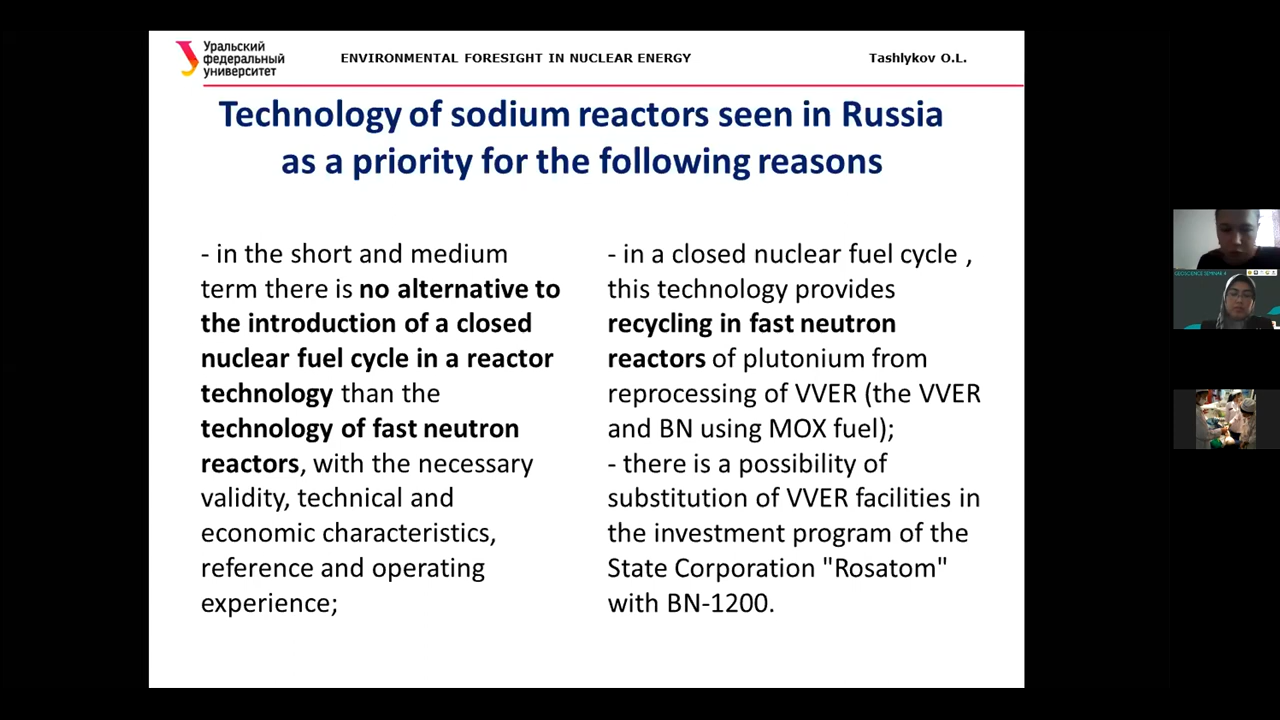 Уральский
федеральный
университет
ENVIRONMENTAL FORESIGHT IN NUCLEAR ENERGY
Tashlykov O.L.
Technology of sodium reactors seen in Russia
as a priority for the following reasons
- in the short and medium
term there is no alternative to
the introduction of a closed
nuclear fuel cycle in a reactor
technology than the
technology of fast neutron
reactors, with the necessary
validity, technical and
economic characteristics,
reference and operating
experience;
- in a closed nuclear fuel cycle ,
this technology provides
recycling in fast neutron
reactors of plutonium from
reprocessing of VVER (the VVER
and BN using MOX fuel);
- there is a possibility of
substitution of VVER facilities in
the investment program of the
State Corporation "Rosatom"
with BN-1200.
GEOSCIENCE SEMINAR 4